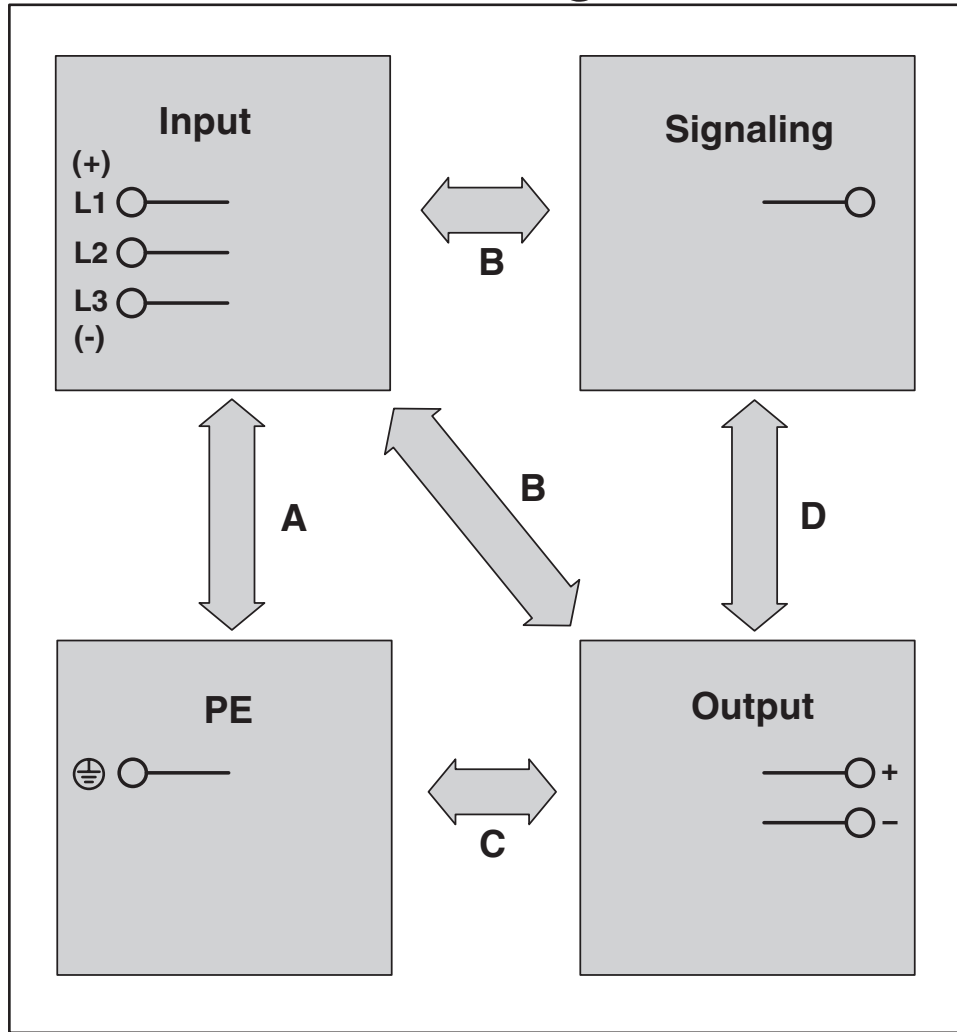 Input
(+)
L1
L2
L3
(-)
Signaling
B
A
B
D
PE
Output
+
–
C